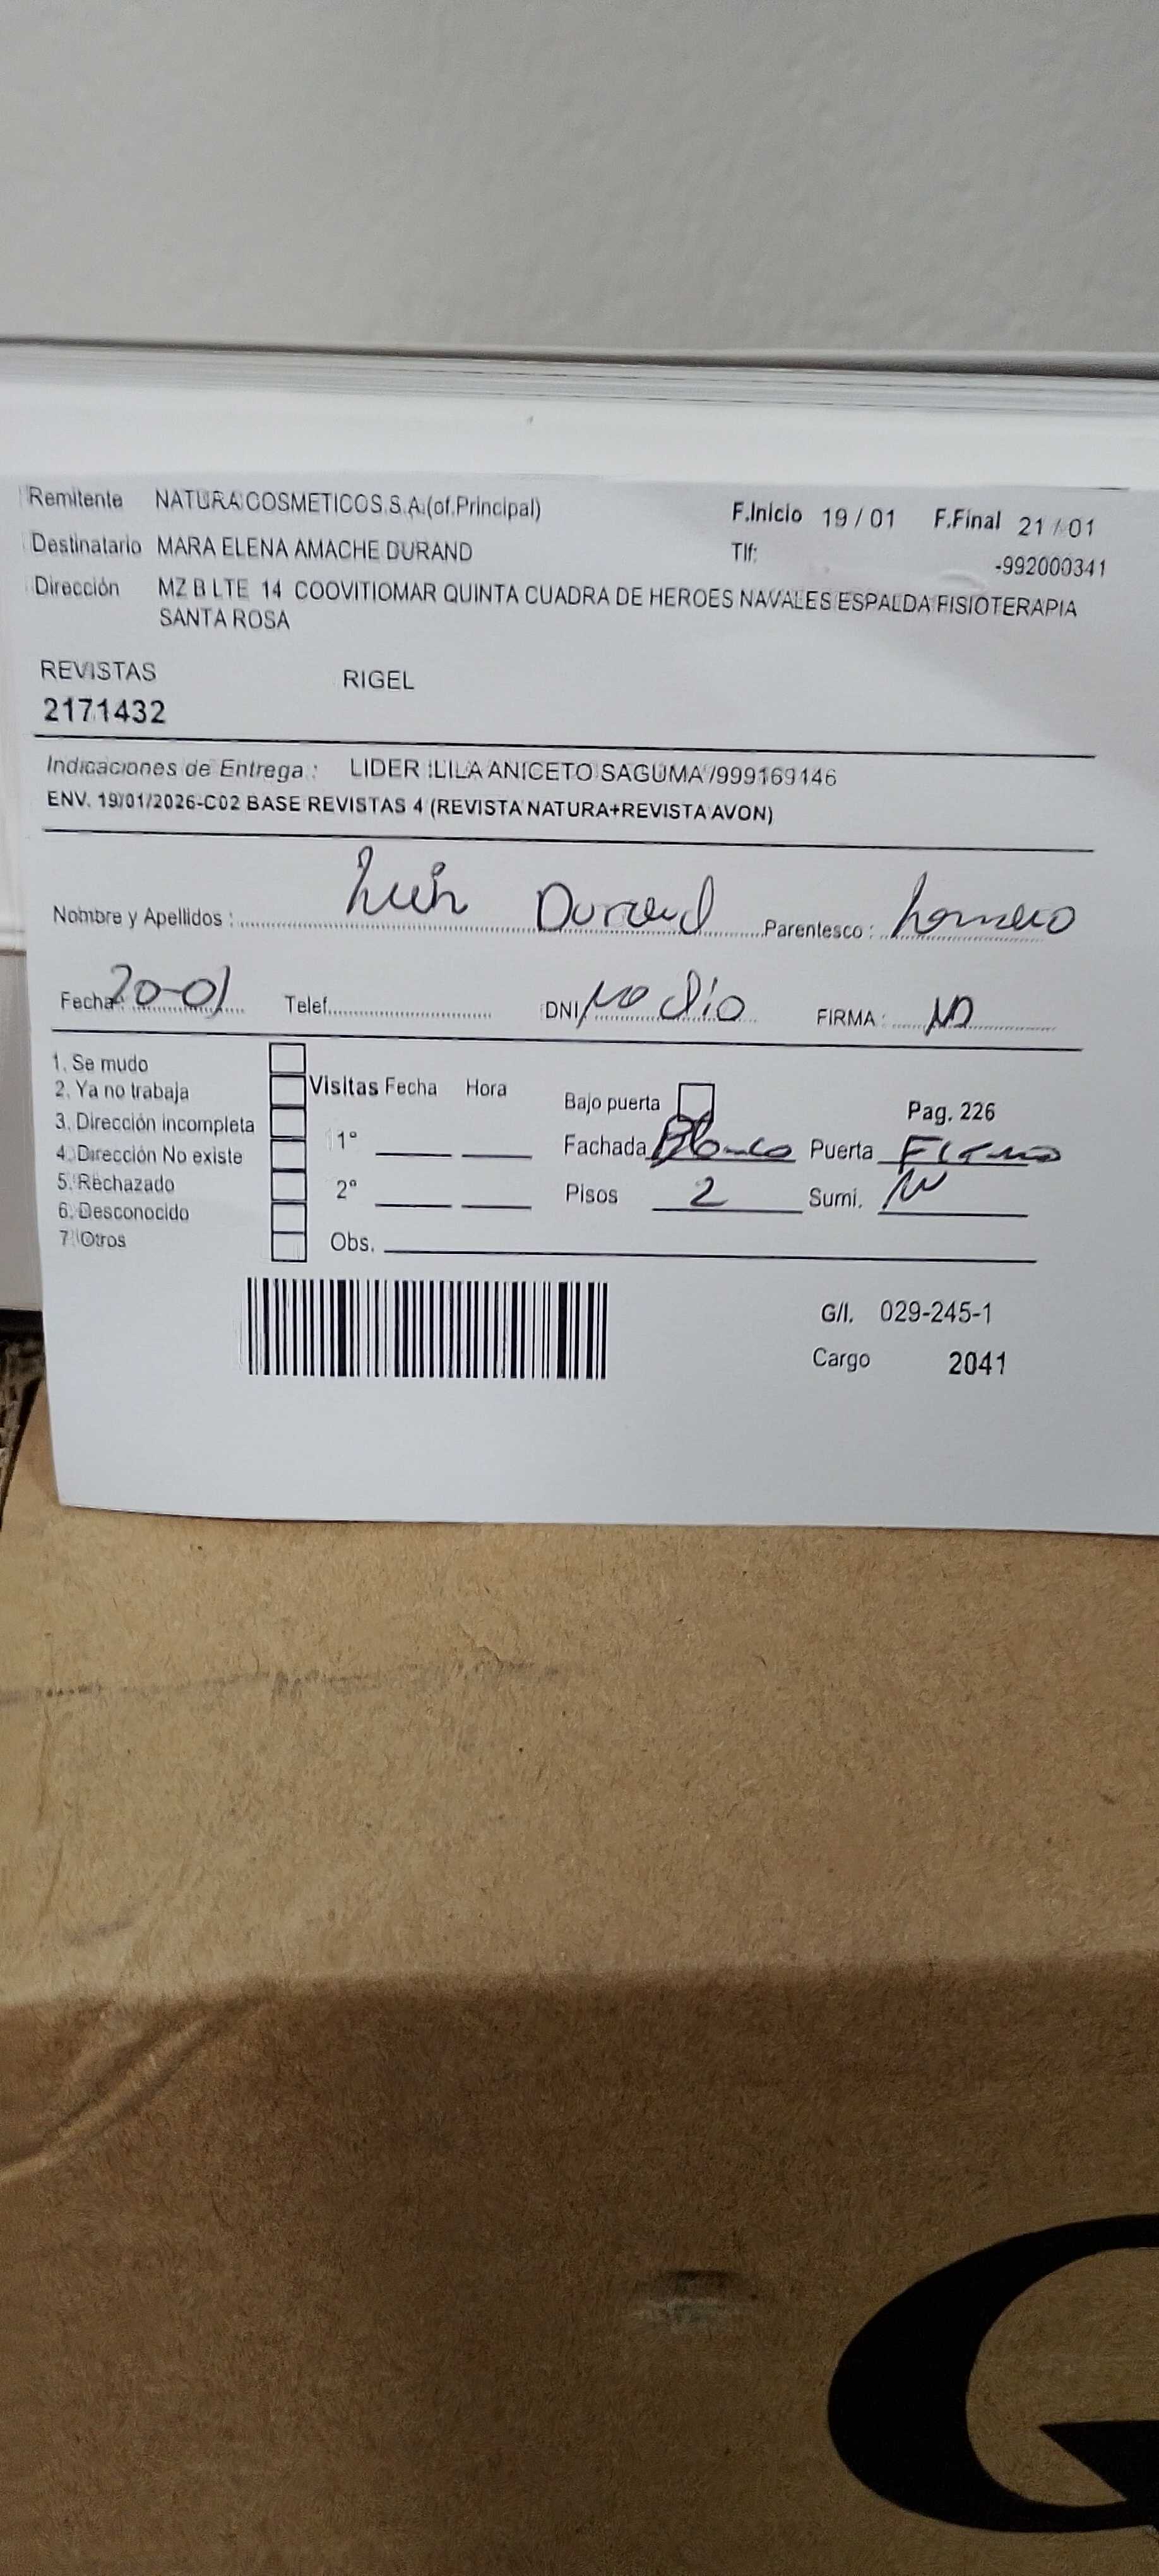 Remitente NATURA COSMETICOS S.A.(of.Principal) F.Inicio 19 / 01 F.Final 21 / 01
Destinatario MARA ELENA AMACHE DURAND Tlf: -992000341
Dirección MZ B LTE 14 COOVITIOMAR QUINTA CUADRA DE HEROES NAVALES ESPALDA FISIOTERAPIA
SANTA ROSA
REVISTAS RIGEL
2171432
Indicaciones de Entrega : LIDER :LILA ANICETO SAGUMA /999169146
ENV. 19/01/2026-C02 BASE REVISTAS 4 (REVISTA NATURA+REVISTA AVON)
Nombre y Apellidos : Durand Parentesco :
Fecha : 20-01 Telef. DNI No dio FIRMA : NO
1. Se mudo
2. Ya no trabaja Visitas Fecha Hora Bajo puerta Pag. 226
3. Dirección incompleta 1° Fachada Blanco Puerta
4. Dirección No existe
5. Rechazado 2° Pisos 2 Sumi.
6. Desconocido
7. Otros Obs.
G/I. 029-245-1
Cargo 2041